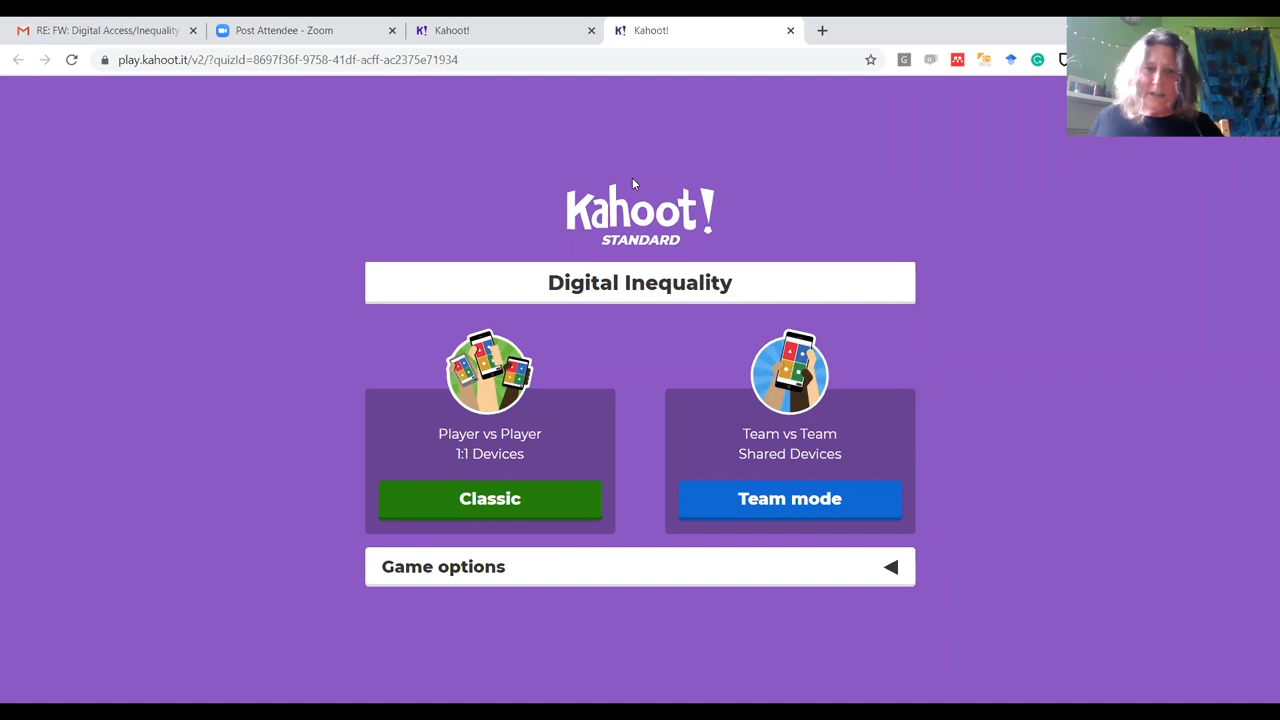 RE: FW: Digital Access/Inequality
Post Attendee - Zoom
Kahoot!
Kahoot!
play.kahoot.it/v2/?quizId=8597f36f-9758-41df-acff-ac2375e71934
Kahoot!
STANDARD
Digital Inequality
Player vs Player
1:1 Devices
Classic
Team vs Team
Shared Devices
Team mode
Game options